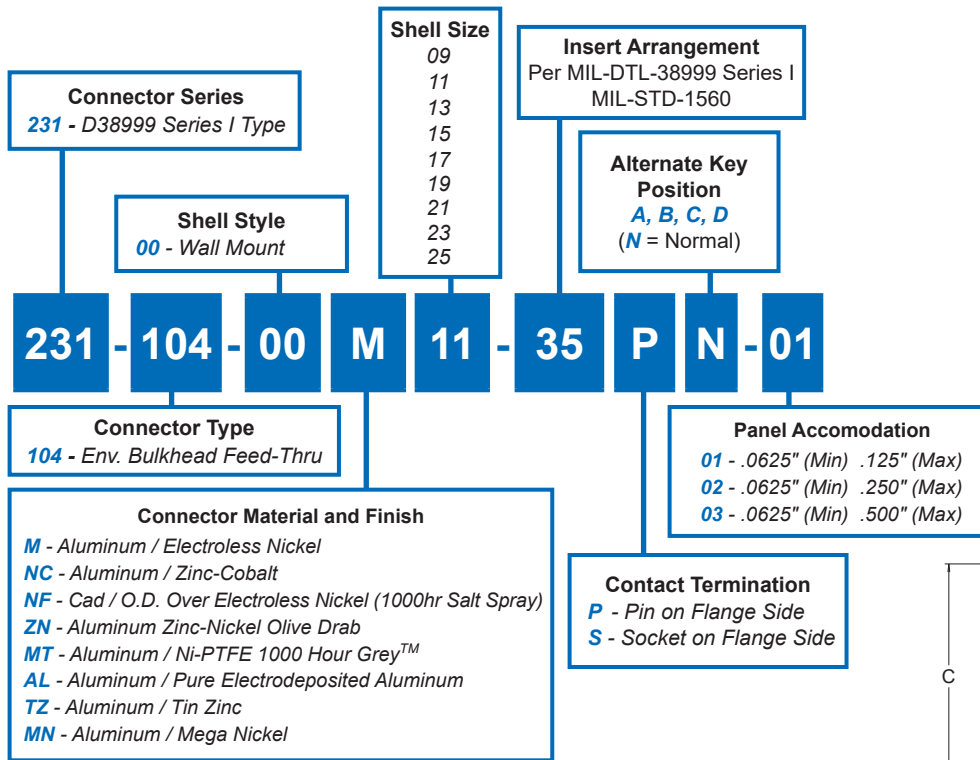 Connector Series
231 - D38999 Series I Type
Shell Style
00 - Wall Mount
Shell Size
09
11
13
15
17
19
21
23
25
Insert Arrangement
Per MIL-DTL-38999 Series I
MIL-STD-1560
Alternate Key
Position
A, B, C, D
(N = Normal)
231 - 104 - 00 M 11 - 35 P N - 01
Connector Type
104 - Env. Bulkhead Feed-Thru
Connector Material and Finish
M - Aluminum / Electroless Nickel
NC - Aluminum / Zinc-Cobalt
NF - Cad / O.D. Over Electroless Nickel (1000hr Salt Spray)
ZN - Aluminum Zinc-Nickel Olive Drab
MT - Aluminum / Ni-PTFE 1000 Hour Grey™
AL - Aluminum / Pure Electrodeposited Aluminum
TZ - Aluminum / Tin Zinc
MN - Aluminum / Mega Nickel
Contact Termination
P - Pin on Flange Side
S - Socket on Flange Side
Panel Accomodation
01 - .0625" (Min) .125" (Max)
02 - .0625" (Min) .250" (Max)
03 - .0625" (Min) .500" (Max)
C